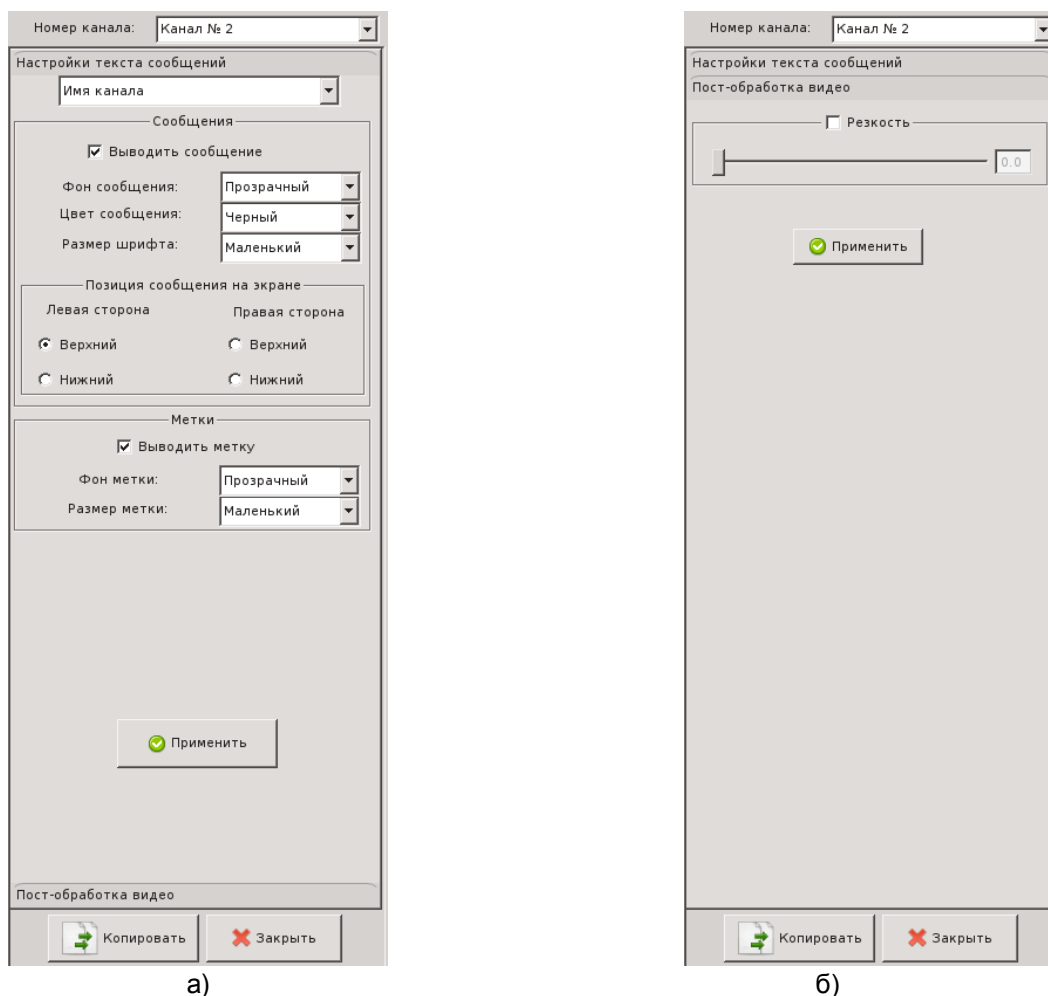 Номер канала: Канал № 2
Настройки текста сообщений
Имя канала
Сообщения
Выводить сообщение
Фон сообщения: Прозрачный
Цвет сообщения: Черный
Размер шрифта: Маленький
Позиция сообщения на экране
Левая сторона Правая сторона
Верхний Верхний
Нижний Нижний
Метки
Выводить метку
Фон метки: Прозрачный
Размер метки: Маленький
Применить
Пост-обработка видео
Копировать Закрыть
а)
Номер канала: Канал № 2
Настройки текста сообщений
Пост-обработка видео
Резкость
0.0
Применить
Копировать Закрыть
б)